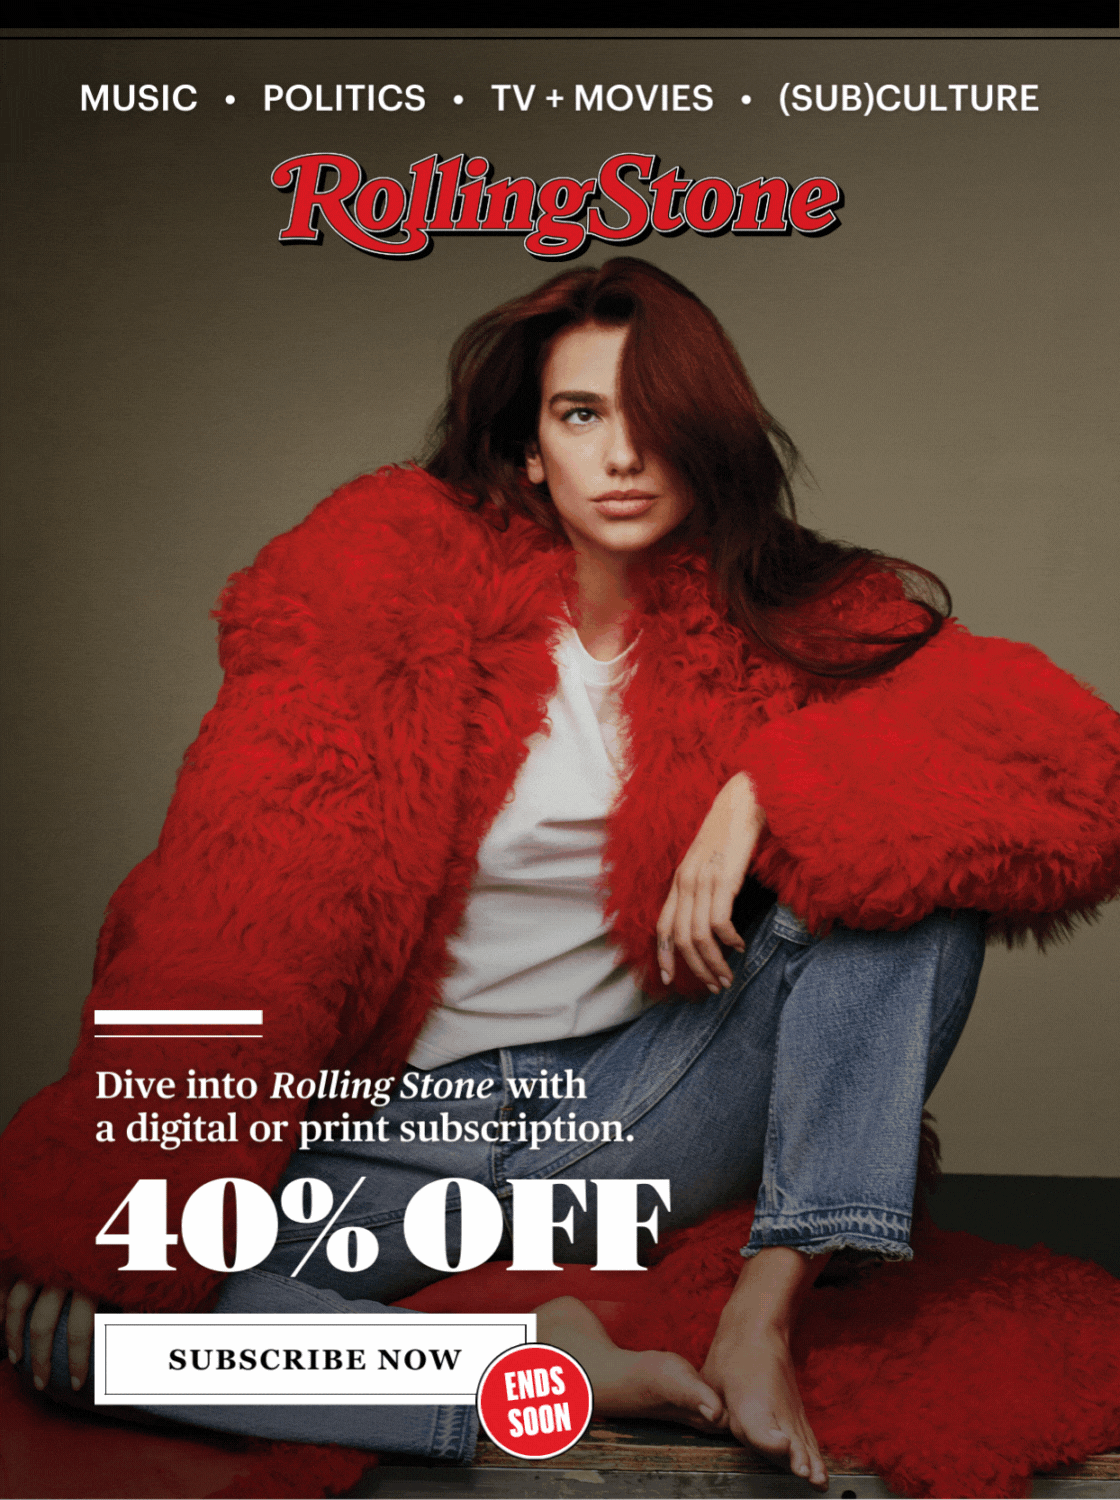 MUSIC • POLITICS • TV + MOVIES • (SUB)CULTURE
RollingStone
Dive into Rolling Stone with
a digital or print subscription.
40% OFF
SUBSCRIBE NOW
ENDS
SOON